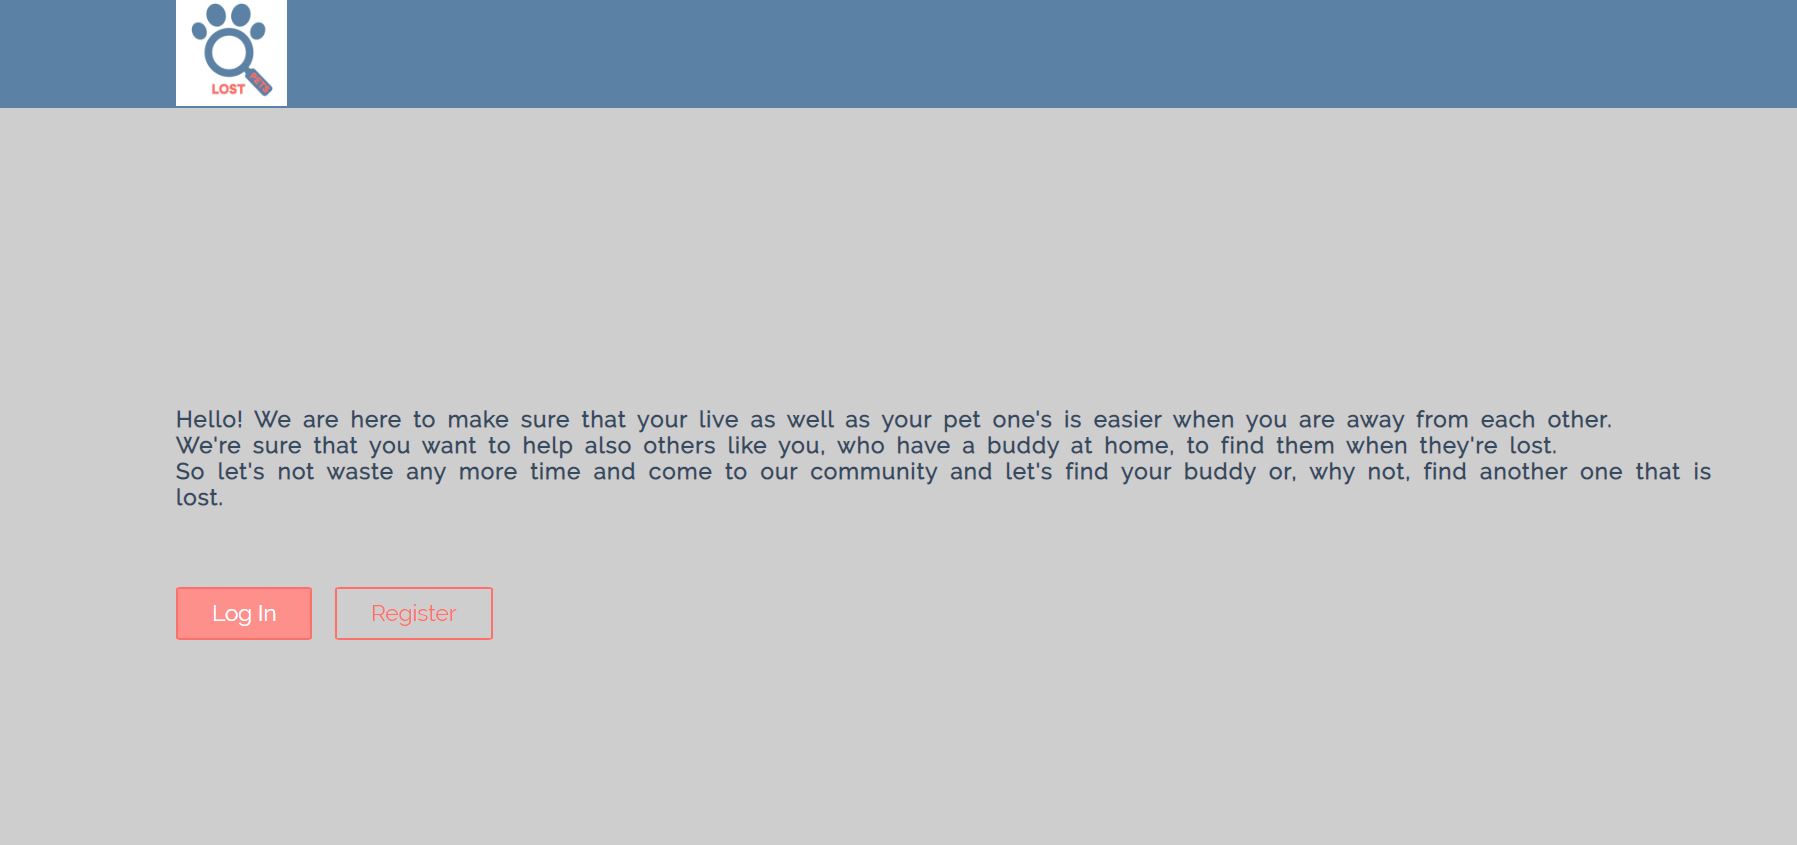 LOST PETS
Hello! We are here to make sure that your live as well as your pet one's is easier when you are away from each other.
We're sure that you want to help also others like you, who have a buddy at home, to find them when they're lost.
So let's not waste any more time and come to our community and let's find your buddy or, why not, find another one that is
lost.
Log In
Register